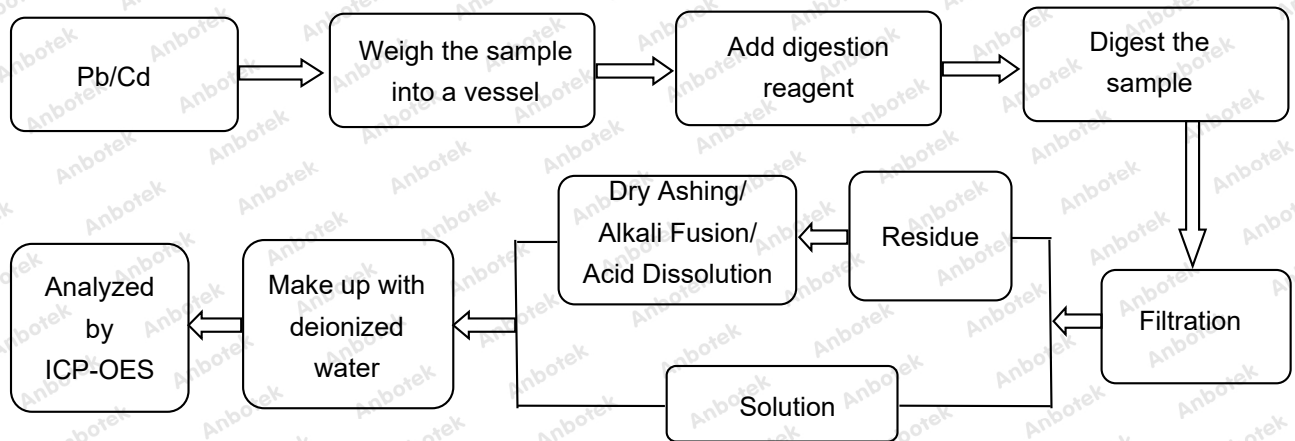 Pb/Cd
Weigh the sample
into a vessel
Add digestion
reagent
Digest the
sample
Filtration
Residue
Dry Ashing/
Alkali Fusion/
Acid Dissolution
Solution
Make up with
deionized
water
Analyzed
by
ICP-OES
Anbotek